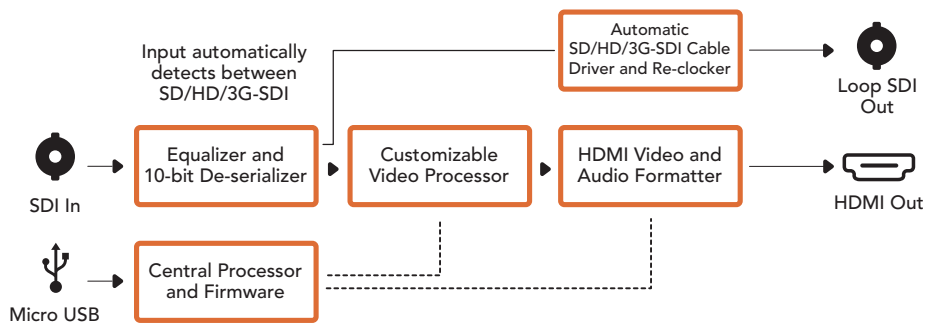 Input automatically
detects between
SD/HD/3G-SDI
Automatic
SD/HD/3G-SDI Cable
Driver and Re-clocker
Loop SDI
Out
SDI In
Equalizer and
10-bit De-serializer
Customizable
Video Processor
HDMI Video and
Audio Formatter
HDMI Out
Micro USB
Central Processor
and Firmware